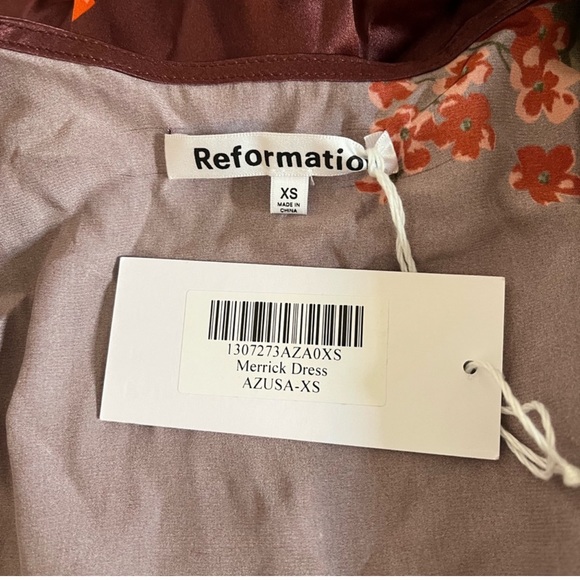 Reformatio
XS
MADE IN
CHINA
1307273AZA0XS
Merrick Dress
AZUSA-XS